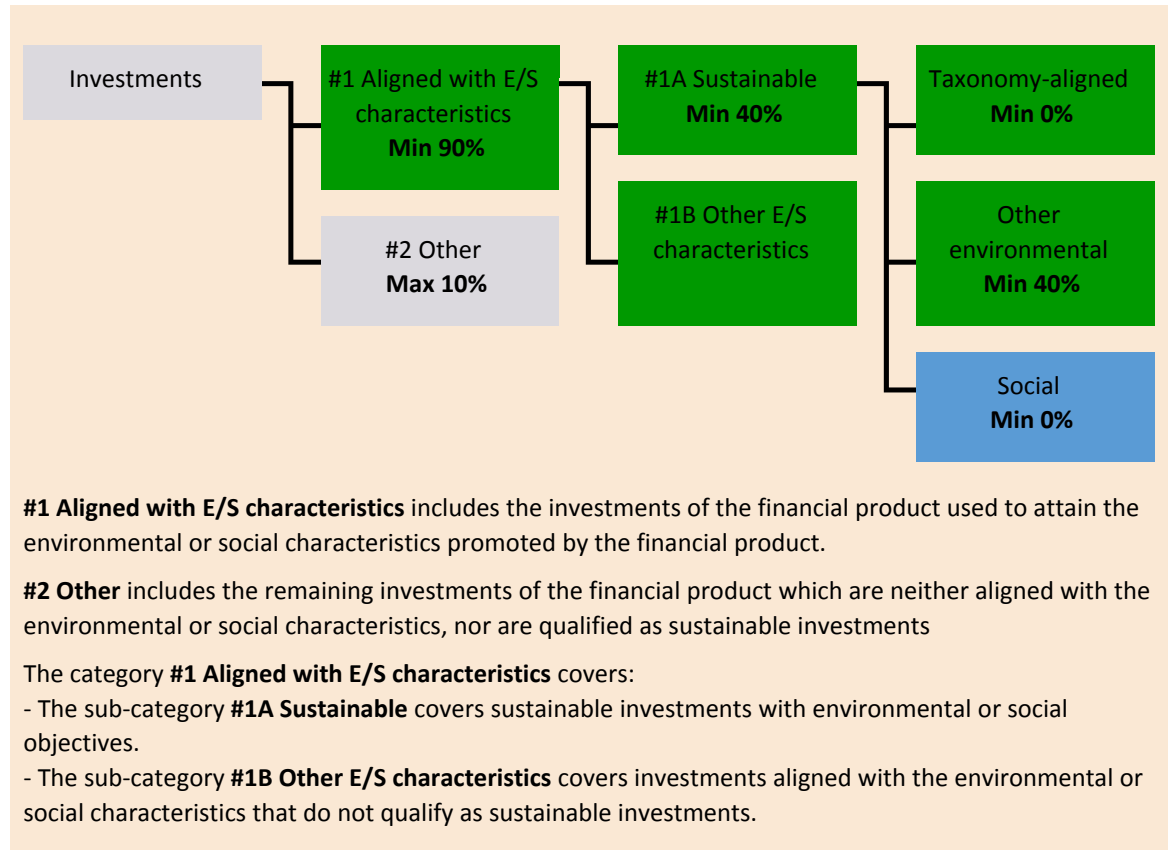 Investments
#1 Aligned with E/S
characteristics
Min 90%
#2 Other
Max 10%
#1A Sustainable
Min 40%
#1B Other E/S
characteristics
Taxonomy-aligned
Min 0%
Other
environmental
Min 40%
Social
Min 0%
#1 Aligned with E/S characteristics includes the investments of the financial product used to attain the
environmental or social characteristics promoted by the financial product.
#2 Other includes the remaining investments of the financial product which are neither aligned with the
environmental or social characteristics, nor are qualified as sustainable investments
The category #1 Aligned with E/S characteristics covers:
- The sub-category #1A Sustainable covers sustainable investments with environmental or social
objectives.
- The sub-category #1B Other E/S characteristics covers investments aligned with the environmental or
social characteristics that do not qualify as sustainable investments.